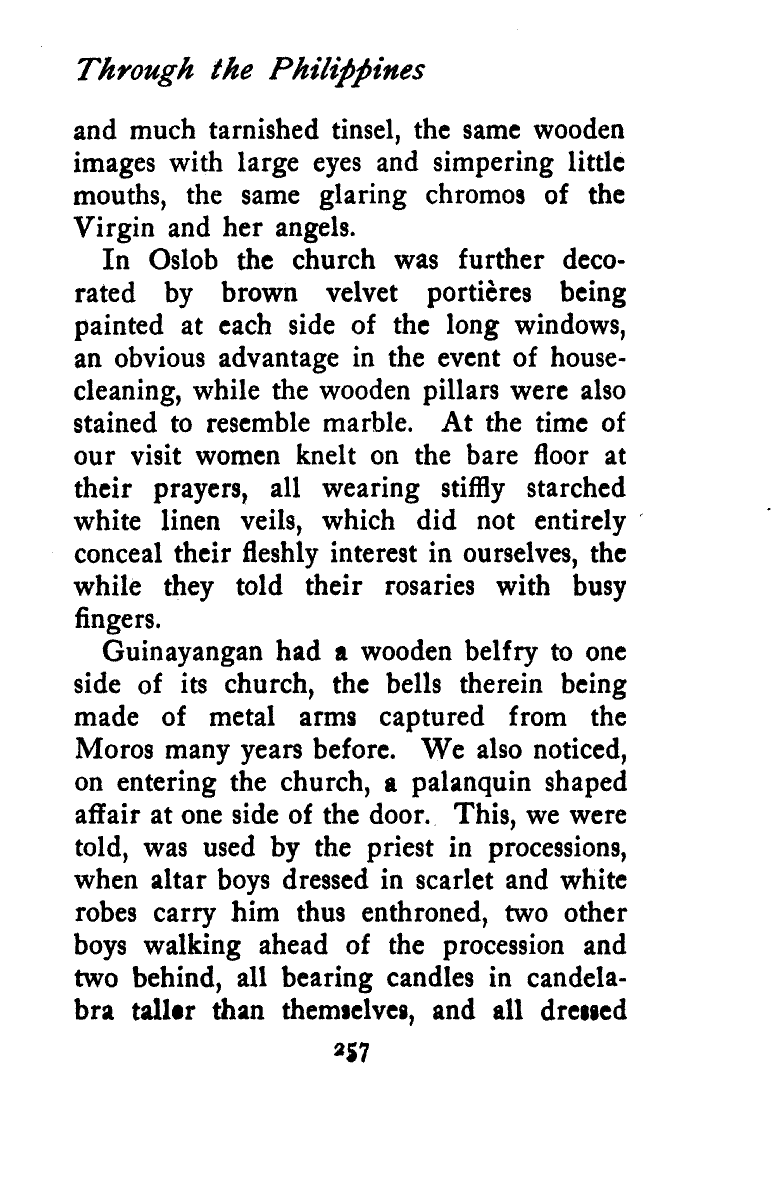 Through the Philippines
and much tarnished tinsel, the same wooden
images with large eyes and simpering little
mouths, the same glaring chromos of the
Virgin and her angels.
In Oslob the church was further deco-
rated by brown velvet portières being
painted at each side of the long windows,
an obvious advantage in the event of house-
cleaning, while the wooden pillars were also
stained to resemble marble. At the time of
our visit women knelt on the bare floor at
their prayers, all wearing stiffly starched
white linen veils, which did not entirely
conceal their fleshly interest in ourselves, the
while they told their rosaries with busy
fingers.
Guinayangan had a wooden belfry to one
side of its church, the bells therein being
made of metal arms captured from the
Moros many years before. We also noticed,
on entering the church, a palanquin shaped
affair at one side of the door. This, we were
told, was used by the priest in processions,
when altar boys dressed in scarlet and white
robes carry him thus enthroned, two other
boys walking ahead of the procession and
two behind, all bearing candles in candela-
bra taller than themselves, and all dressed
257